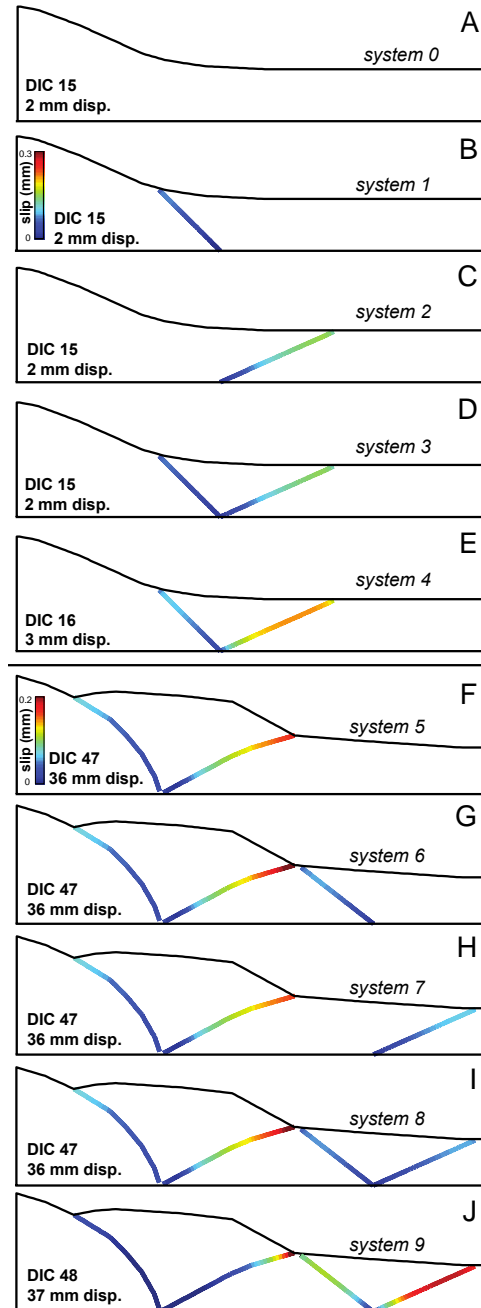 A
system 0
DIC 15
2 mm disp.
B
0.3
slip (mm)
0
system 1
DIC 15
2 mm disp.
C
system 2
DIC 15
2 mm disp.
D
system 3
DIC 15
2 mm disp.
E
system 4
DIC 16
3 mm disp.
F
0.2
slip (mm)
0
system 5
DIC 47
36 mm disp.
G
system 6
DIC 47
36 mm disp.
H
system 7
DIC 47
36 mm disp.
I
system 8
DIC 47
36 mm disp.
J
system 9
DIC 48
37 mm disp.